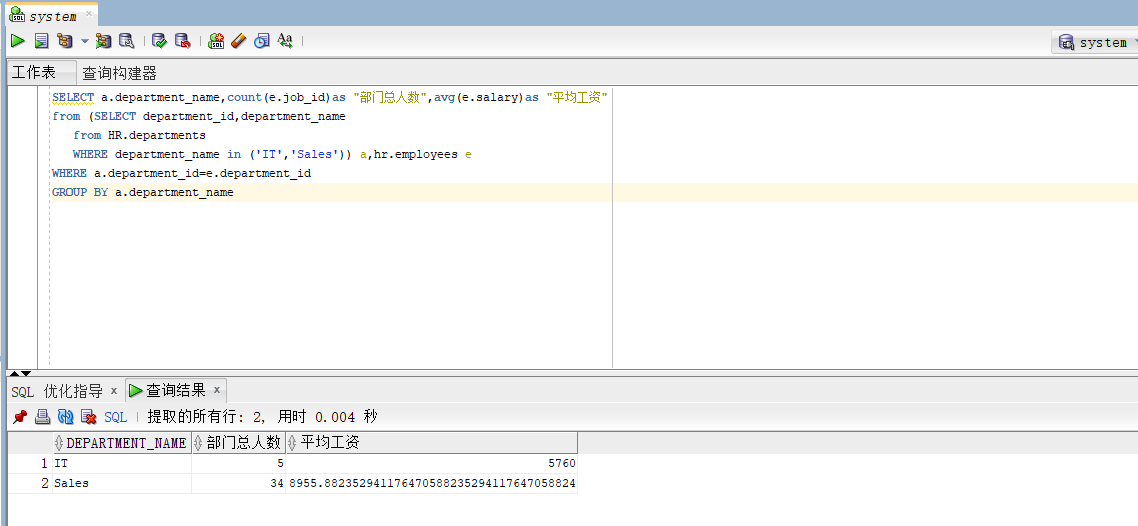 system
system
工作表 查询构建器
SELECT a.department_name,count(e.job_id)as "部门总人数",avg(e.salary)as "平均工资"
from (SELECT department_id,department_name
from HR.departments
WHERE department_name in ('IT','Sales')) a,hr.employees e
WHERE a.department_id=e.department_id
GROUP BY a.department_name
SQL 优化指导 x 查询结果 x
SQL 提取的所有行: 2, 用时 0.004 秒
DEPARTMENT_NAME 部门总人数 平均工资
1 IT 5 5760
2 Sales 34 8955.88235294117647058823529411764705882​4